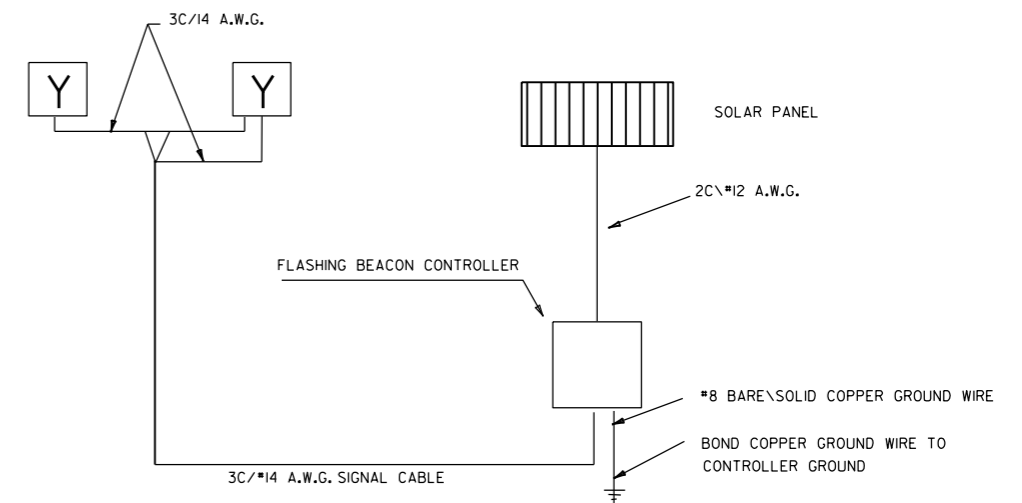 3C/14 A.W.G.
Y
Y
SOLAR PANEL
2C\#12 A.W.G.
FLASHING BEACON CONTROLLER
#8 BARE\SOLID COPPER GROUND WIRE
BOND COPPER GROUND WIRE TO
CONTROLLER GROUND
3C/#14 A.W.G. SIGNAL CABLE